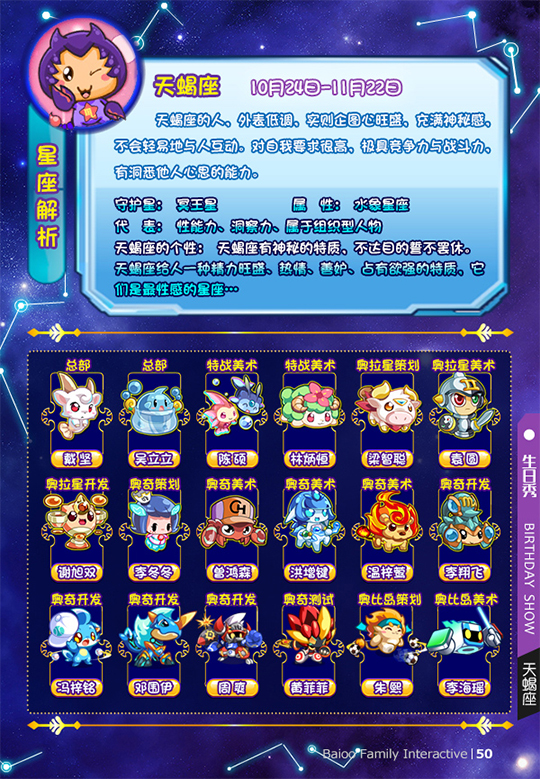 天蝎座 10月24日-11月22日
星座解析
天蝎座的人，外表低调，实则企图心旺盛，充满神秘感，
不会轻易地与人互动。对自我要求很高，极具竞争力与战斗力，
有洞悉他人心思的能力。
守护星： 冥王星 属 性： 水象星座
代 表： 性能力、洞察力、属于组织型人物
天蝎座的个性： 天蝎座有神秘的特质，不达目的誓不罢休。
天蝎座给人一种精力旺盛、热情、善妒、占有欲强的特质，它
们是最性感的星座…
总部 总部 特战美术 特战美术 奥拉星策划 奥拉星美术
戴坚 吴立立 陈硕 林炳恒 梁智聪 袁圆
奥拉星开发 奥奇策划 奥奇美术 奥奇美术 奥奇美术 奥奇开发
CH
谢旭双 李冬冬 曾鸿森 洪增键 温梓蓥 李翔飞
奥奇开发 奥奇开发 奥奇开发 奥奇测试 奥比岛策划 奥比岛美术
冯梓铭 邓国伊 周爽 黄菲菲 朱熙 李海瑶
生日秀 BIRTHDAY SHOW
天蝎座
Baioo Family Interactive | 50